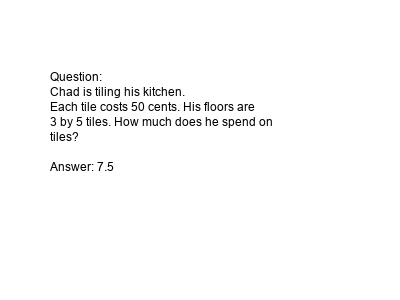 Question:
Chad is tiling his kitchen.
Each tile costs 50 cents. His floors are
3 by 5 tiles. How much does he spend on
tiles?
Answer: 7.5